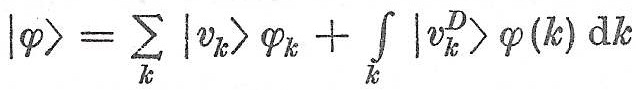 |φ⟩ = ∑_k |v_k⟩ φ_k + ∫_k |v_k^D⟩ φ(k) dk